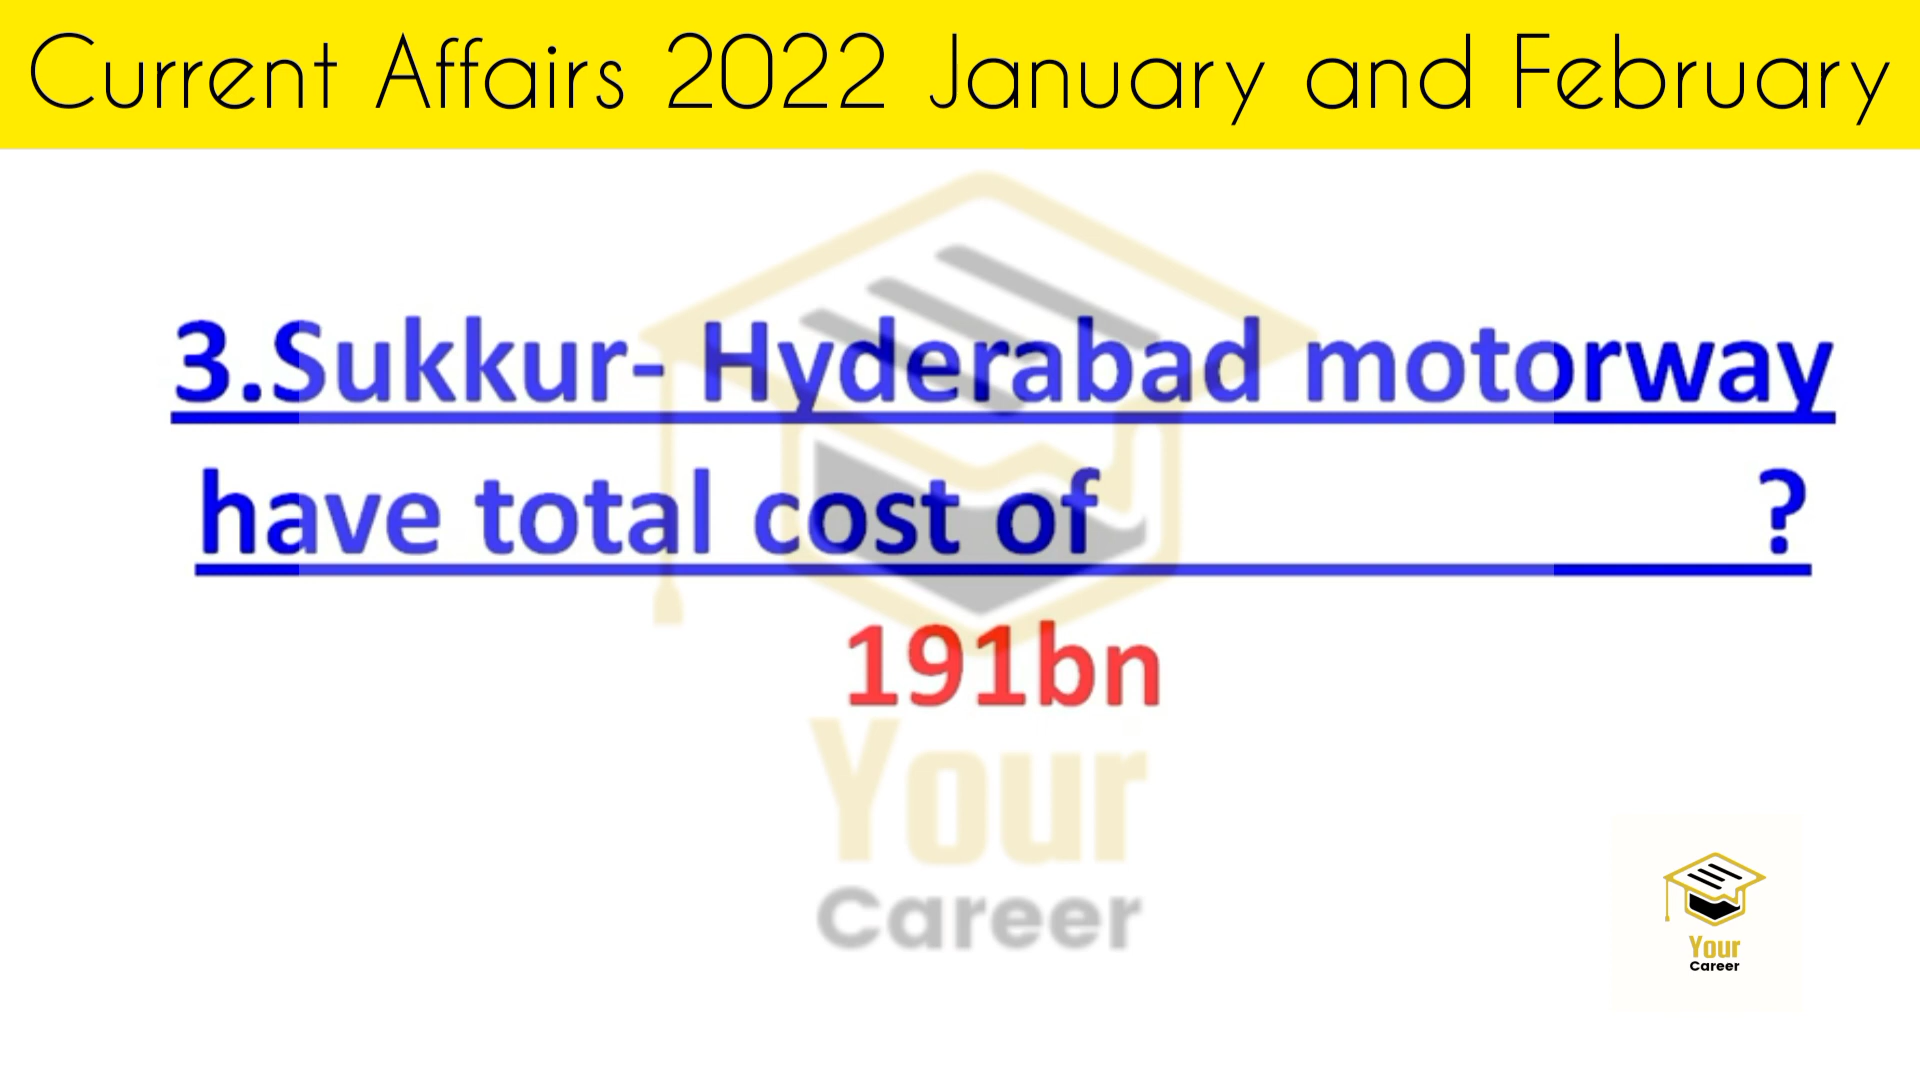 Current Affairs 2022 January and February
3.Sukkur- Hyderabad motorway
have total cost of ?
191bn
Your
Career
Your
Career